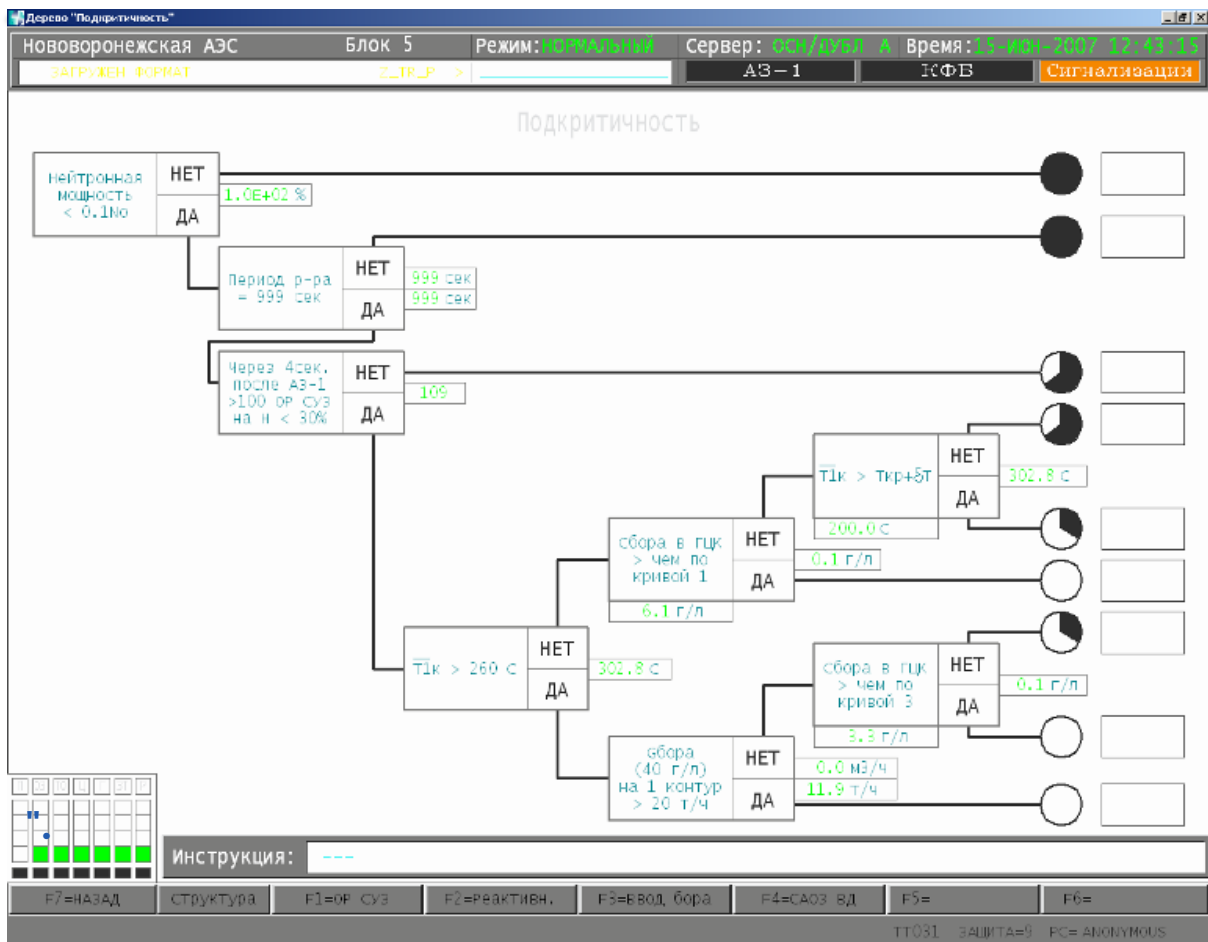 Дерево "Подкритичность"
Нововоронежская АЭС Блок 5 Режим:НОРМАЛЬНЫЙ Сервер: ОСН/ДУБЛ А Время:15-ИЮН-2007 12:43:15
ЗАГРУЖЕН ФОРМАТ Z_TK_P > АЗ-1 КФБ Сигнализации
Подкритичность
Нейтронная
мощность
< 0.1No
НЕТ
ДА
1.0E+02 %
Период р-ра
= 999 сек
НЕТ
ДА
999 сек
999 сек
Через 4сек.
после АЗ-1
>100 ОР СУЗ
на Н < 30%
НЕТ
ДА
109
T1к > Ткр+δТ
НЕТ
ДА
302.8 С
200.0 С
Сбора в ГЦК
> чем по
кривой 1
НЕТ
ДА
0.1 г/л
6.1 г/л
T1к > 260 С
НЕТ
ДА
302.8 С
Сбора в ГЦК
> чем по
кривой 3
НЕТ
ДА
0.1 г/л
3.3 г/л
Gбора
(40 г/л)
на 1 контур
> 20 т/ч
НЕТ
ДА
0.0 м3/ч
11.9 т/ч
Инструкция: ---
F7=НАЗАД структура F1=ОР СУЗ F2=Реактивн. F3=Ввод бора F4=САОЗ ВД F5= F6=
TT031 ЗАЩИТА=9 PC= ANONYMOUS